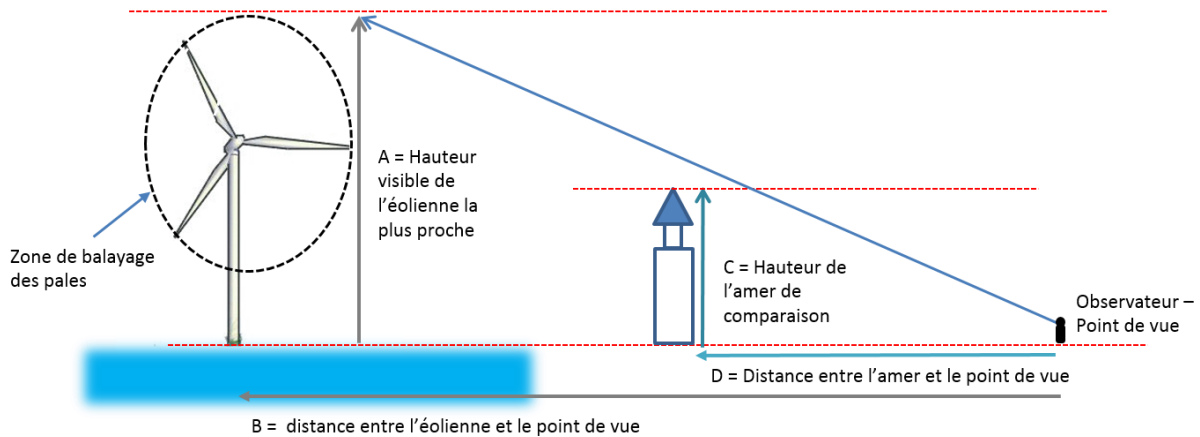 A = Hauteur
visible de
l'éolienne la
plus proche
Zone de balayage
des pales
C = Hauteur de
l'amer de
comparaison
Observateur –
Point de vue
D = Distance entre l'amer et le point de vue
B =  distance entre l'éolienne et le point de vue